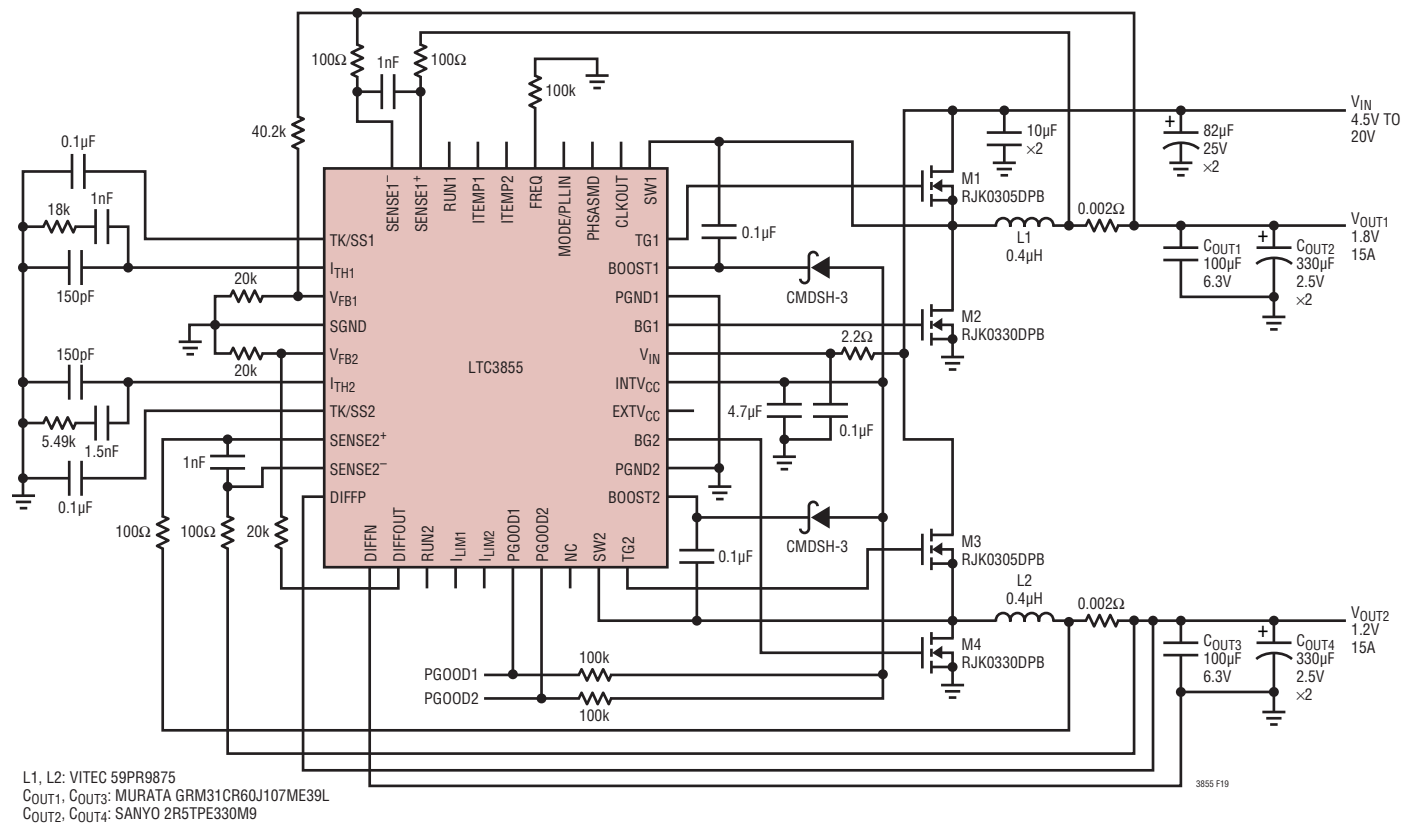 100Ω
1nF
100Ω
100k
40.2k
0.1µF
1nF
18k
150pF
20k
20k
150pF
5.49k
1.5nF
0.1µF
1nF
100Ω
100Ω
20k
SENSE1–
SENSE1+
RUN1
ITEMP1
ITEMP2
FREQ
MODE/PLLIN
PHSASMD
CLKOUT
SW1
TK/SS1
ITH1
VFB1
SGND
VFB2
ITH2
TK/SS2
SENSE2+
SENSE2–
DIFFP
LTC3855
TG1
BOOST1
PGND1
BG1
VIN
INTVCC
EXTVCC
BG2
PGND2
BOOST2
DIFFN
DIFFOUT
RUN2
ILIM1
ILIM2
PGOOD1
PGOOD2
NC
SW2
TG2
0.1µF
CMDSH-3
2.2Ω
4.7µF
0.1µF
CMDSH-3
0.1µF
PGOOD1
100k
PGOOD2
100k
10µF
×2
+
82µF
25V
×2
VIN
4.5V TO
20V
M1
RJK0305DPB
L1
0.4µH
0.002Ω
VOUT1
1.8V
15A
COUT1
100µF
6.3V
+
COUT2
330µF
2.5V
×2
M2
RJK0330DPB
M3
RJK0305DPB
L2
0.4µH
0.002Ω
VOUT2
1.2V
15A
M4
RJK0330DPB
COUT3
100µF
6.3V
+
COUT4
330µF
2.5V
×2
L1, L2: VITEC 59PR9875
COUT1, COUT3: MURATA GRM31CR60J107ME39L
COUT2, COUT4: SANYO 2R5TPE330M9
3855 F19